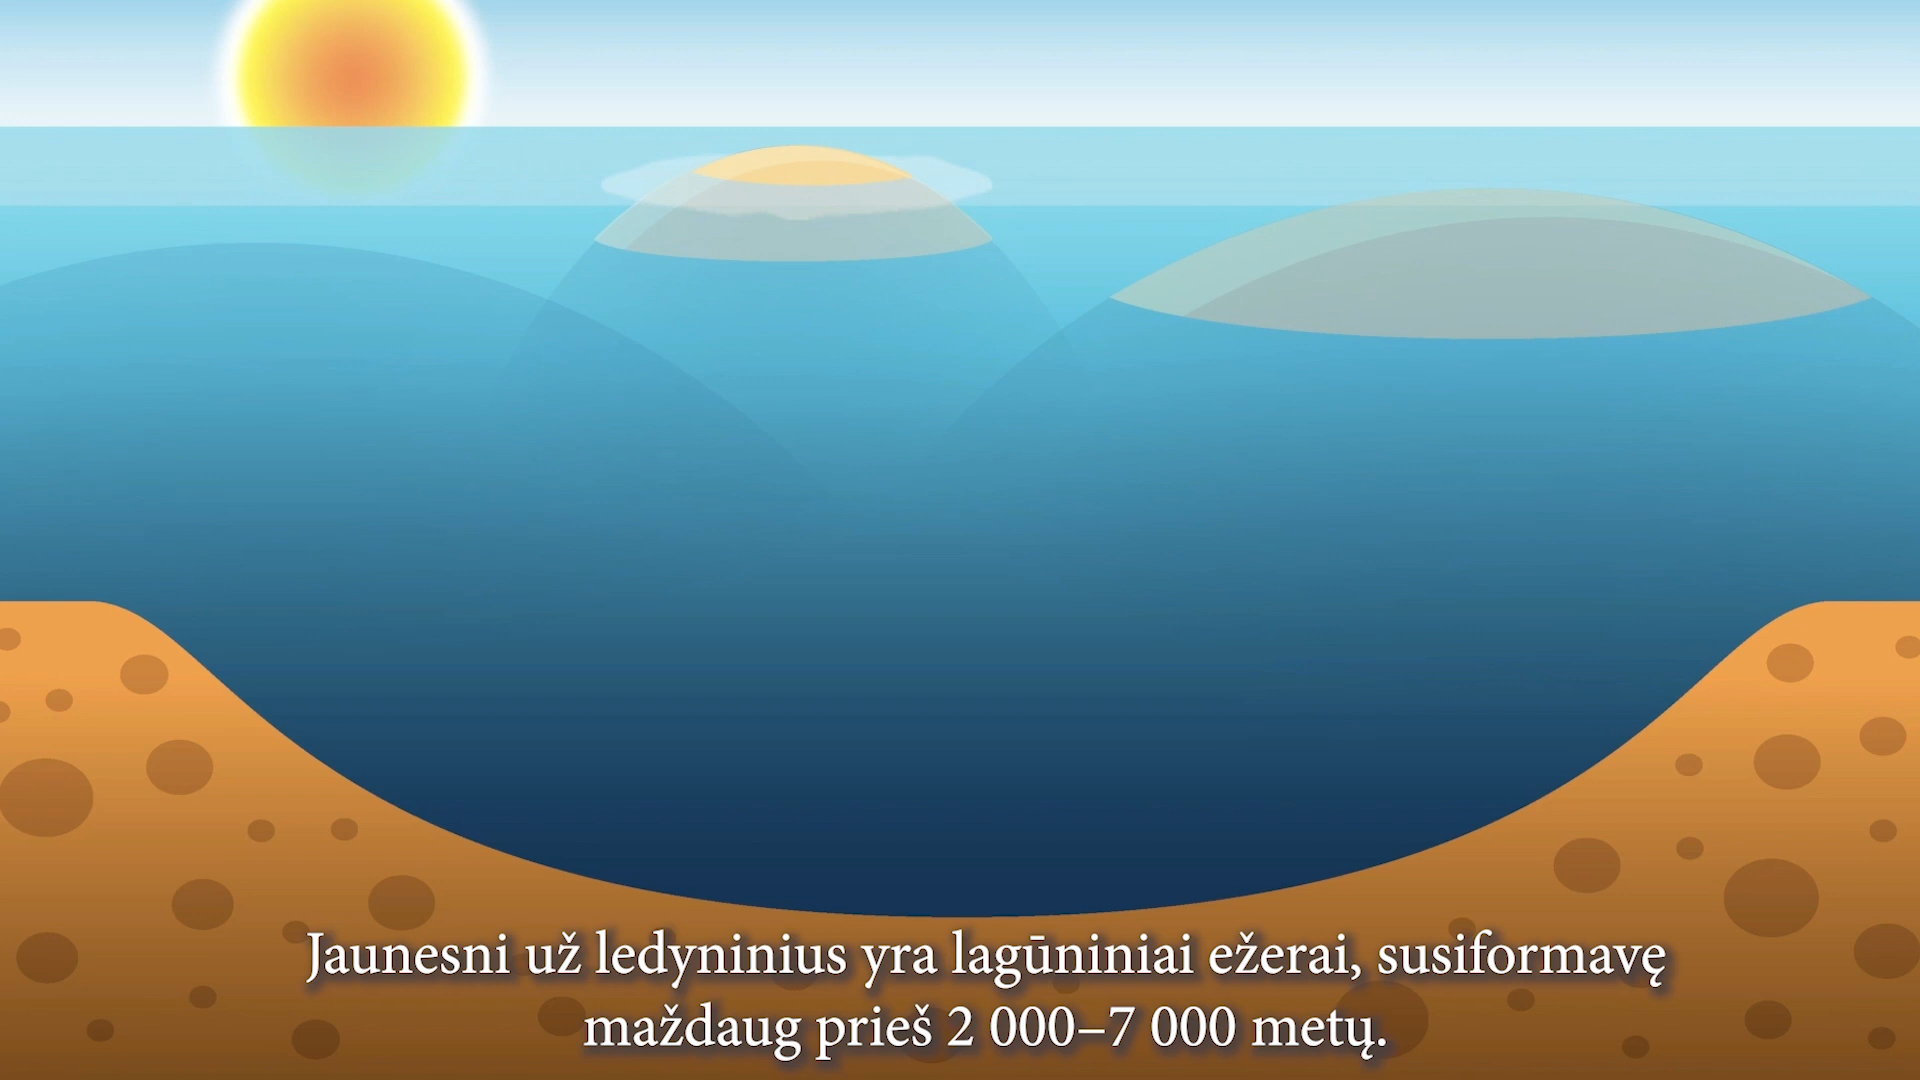 Jaunesni už ledyninius yra lagūniniai ežerai, susiformavę
maždaug prieš 2 000–7 000 metų.